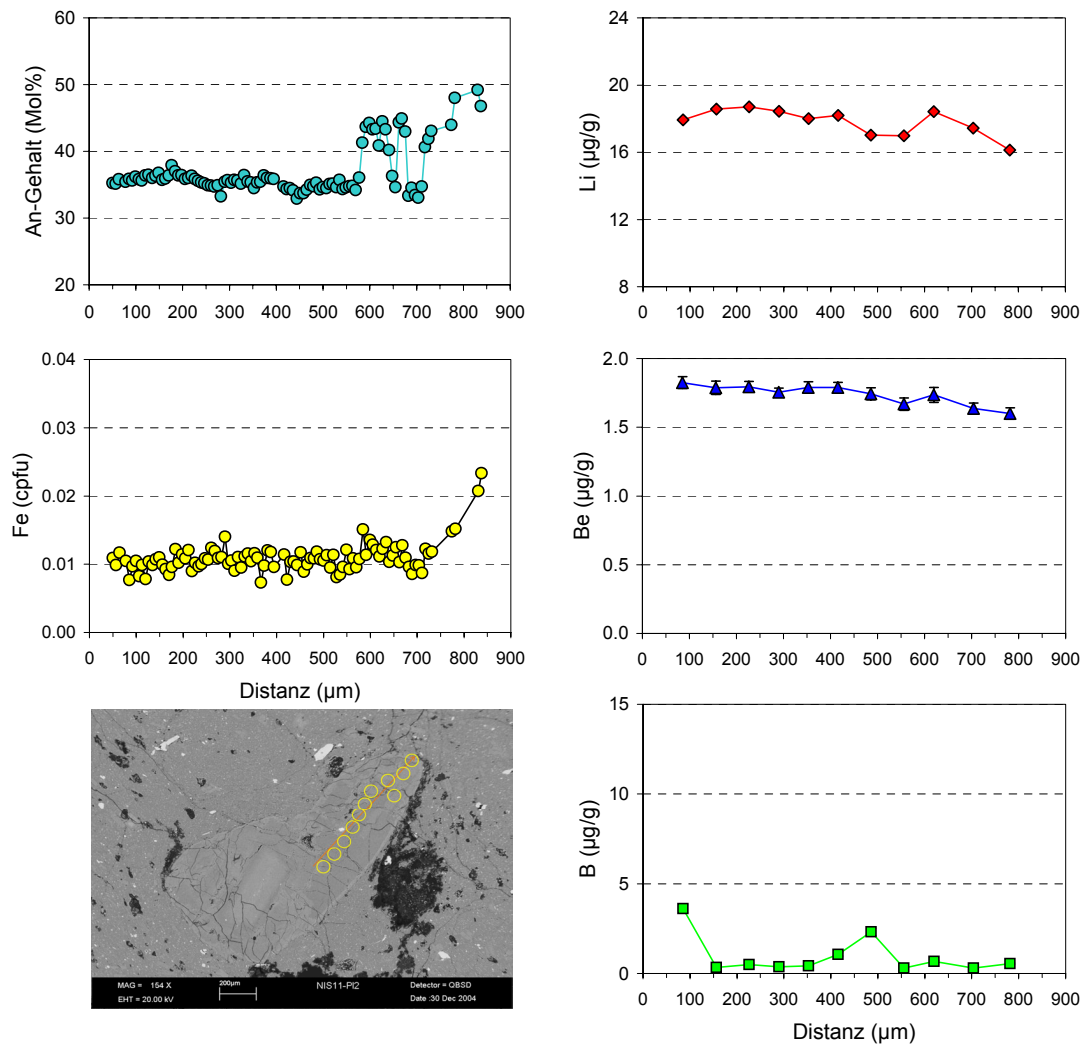 60
50
40
30
20
An-Gehalt (Mol%)
0 100 200 300 400 500 600 700 800 900
24
20
16
12
8
Li (µg/g)
0 100 200 300 400 500 600 700 800 900
0.04
0.03
0.02
0.01
0.00
Fe (cpfu)
0 100 200 300 400 500 600 700 800 900
Distanz (µm)
2.0
1.5
1.0
0.5
0.0
Be (µg/g)
0 100 200 300 400 500 600 700 800 900
MAG = 154 X
EHT = 20.00 kV
200µm
NIS11-Pl2
Detector = QBSD
Date :30 Dec 2004
15
10
5
0
B (µg/g)
0 100 200 300 400 500 600 700 800 900
Distanz (µm)